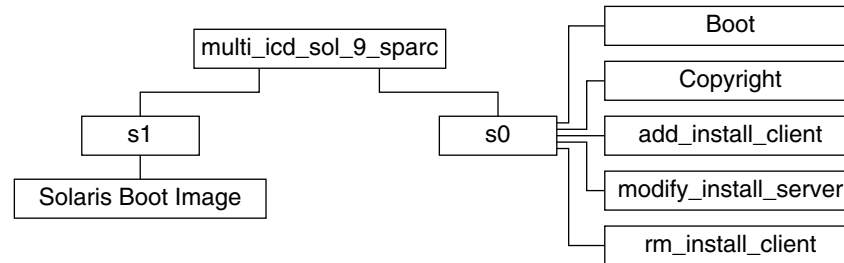 multi_icd_sol_9_sparc
Boot
Copyright
s1
s0
add_install_client
Solaris Boot Image
modify_install_server
rm_install_client